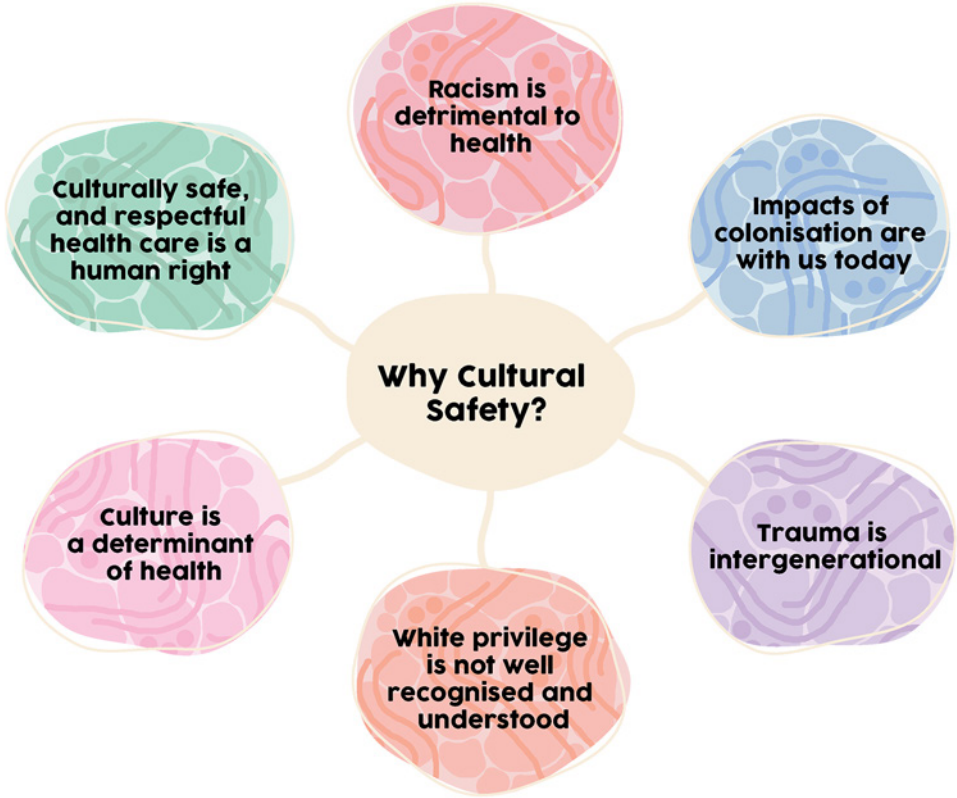 Racism is
detrimental to
health
Culturally safe,
and respectful
health care is a
human right
Impacts of
colonisation are
with us today
Why Cultural
Safety?
Culture is
a determinant
of health
Trauma is
intergenerational
White privilege
is not well
recognised and
understood